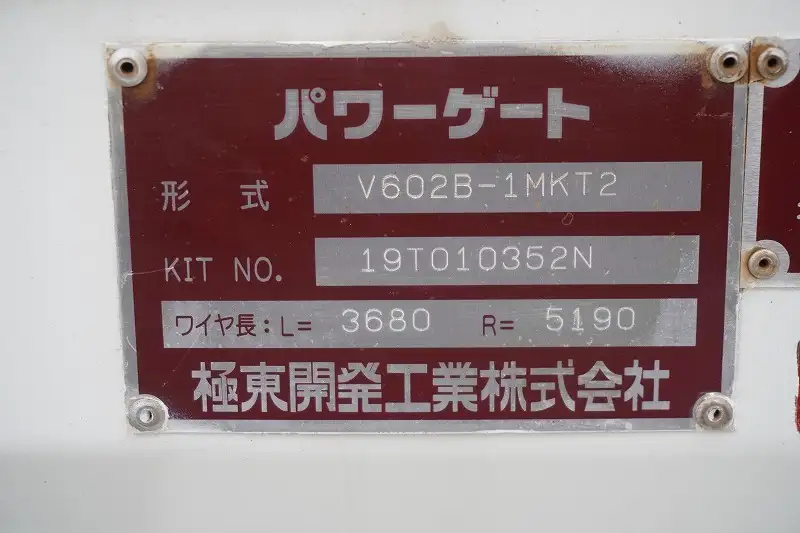 パワーゲート
形 式 V602B-1MKT2
KIT NO. 19T010352N
ワイヤ長:L= 3680 R= 5190
極東開発工業株式会社